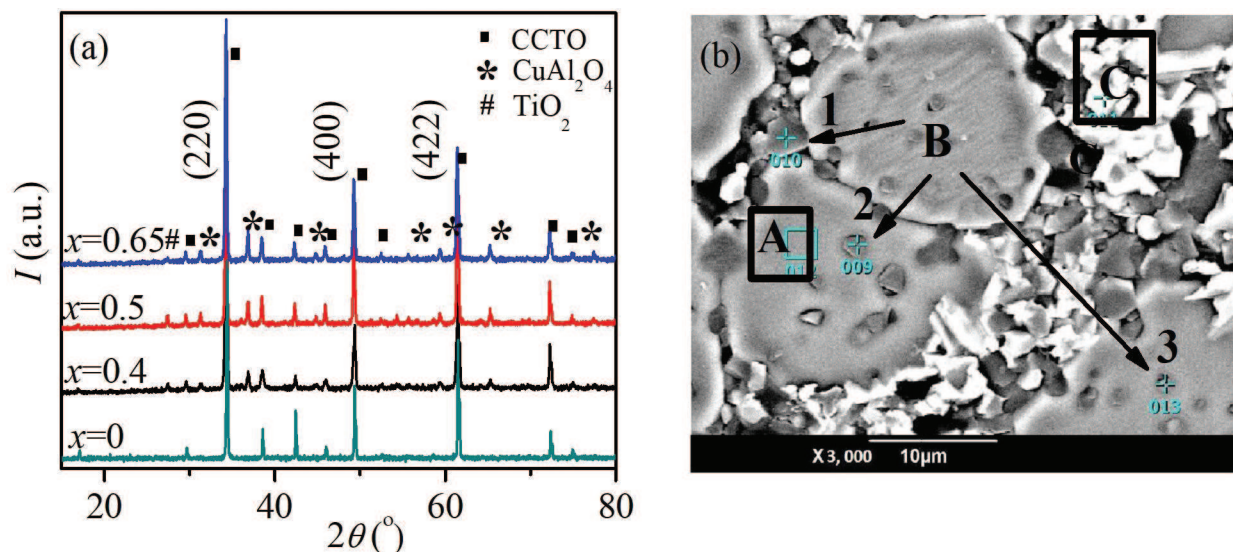 (a)
CCTO
CuAl₂O₄
# TiO₂
(220)
(400)
(422)
x=0.65#
x=0.5
x=0.4
x=0
I (a.u.)
20 40 60 80
2θ (°)
(b)
C
1
010
B
C
2
A
009
3
013
X3,000 10µm